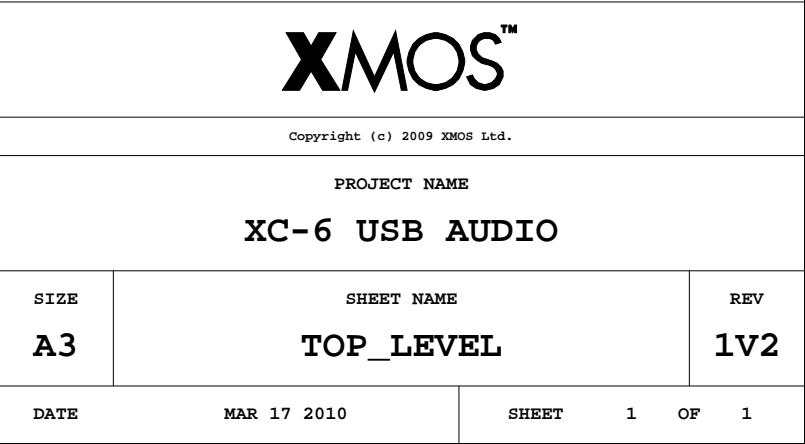 XMOS™
Copyright (c) 2009 XMOS Ltd.
PROJECT NAME
XC-6 USB AUDIO
SIZE SHEET NAME REV
A3 TOP_LEVEL 1V2
DATE MAR 17 2010 SHEET 1 OF 1